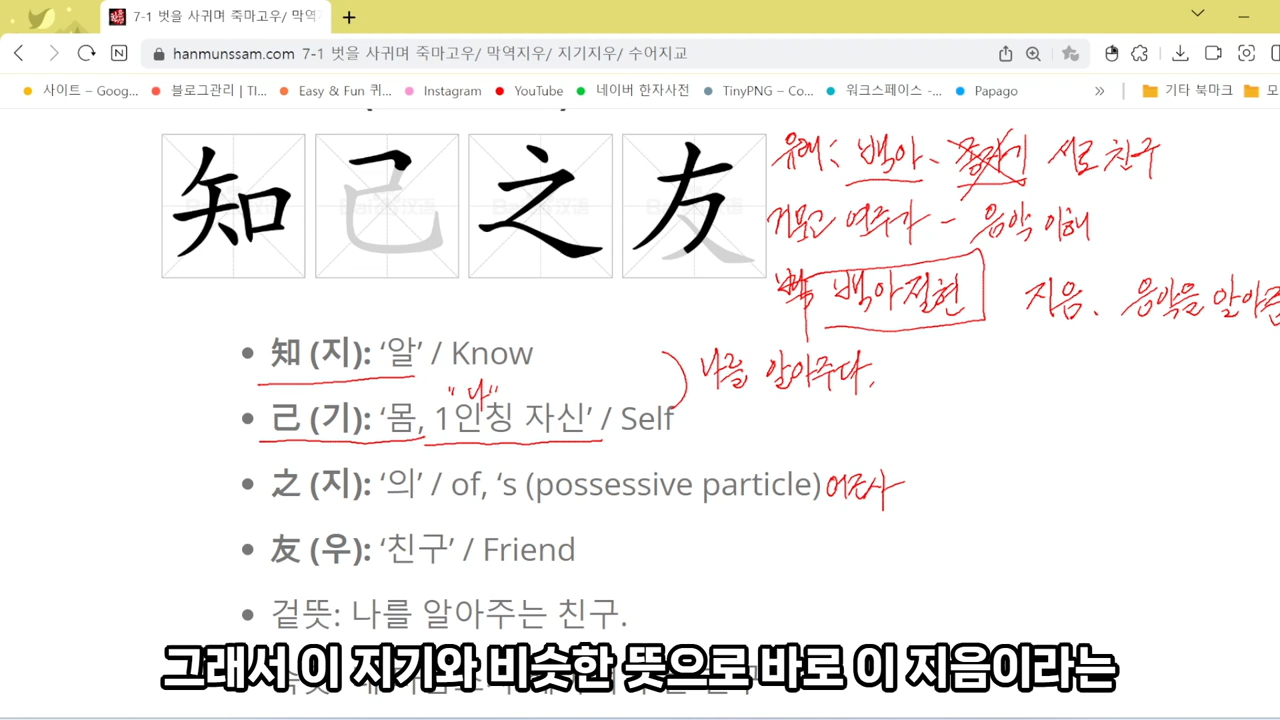 7-1 벗을 사귀며 죽마고우/ 막역지
hanmunssam.com 7-1 벗을 사귀며 죽마고우/ 막역지우/ 지기지우/ 수어지교
사이트 – Goog... 블로그관리 | TI... Easy & Fun 퀴... Instagram YouTube 네이버 한자사전 TinyPNG – Co... 워크스페이스 -... Papago » 기타 북마크 모
知己之友
유래: 백아 - 서로 친구
거문고 연주가 - 음악 이해
백아절현 지음. 음악을 알아준
知 (지): ‘알’ / Know
나를 알아주다.
"나"
己 (기): ‘몸, 1인칭 자신’ / Self
之 (지): ‘의’ / of, ‘s (possessive particle) 어조사
友 (우): ‘친구’ / Friend
겉뜻: 나를 알아주는 친구.
그래서 이 지기와 비슷한 뜻으로 바로 이 지음이라는